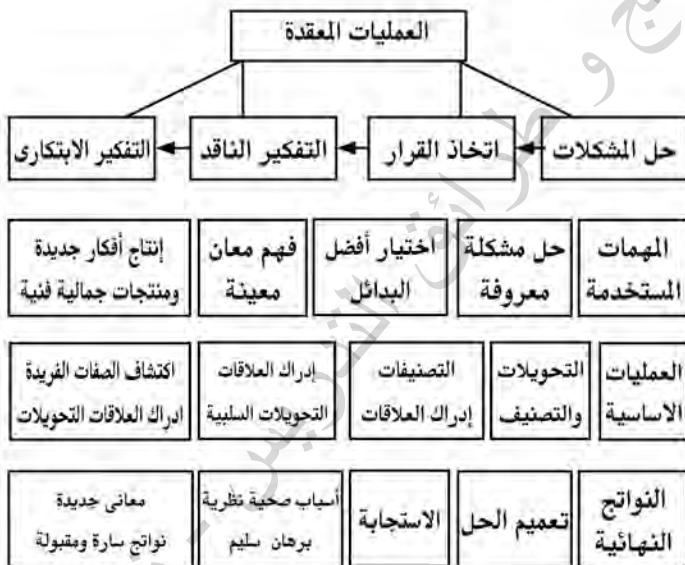 العمليات المعقدة
حل المشكلات
اتخاذ القرار
التفكير الناقد
التفكير الابتكارى
المهمات
المستخدمة
حل مشكلة
معروفة
اختيار أفضل
البدائل
فهم معان
معينة
إنتاج أفكار جديدة
ومنتجات جمالية فنية
العمليات
الاساسية
التحويلات
والتصنيف
التصنيفات
إدراك العلاقات
إدراك العلاقات
التحويلات السلبية
اكتشاف الصفات الفريدة
ادراك العلاقات التحويلات
النواتج
النهائية
تعميم الحل
الاستجابة
أسباب صحية نظرية
برهان سليم
معانى جديدة
نواتج سارة ومقبولة